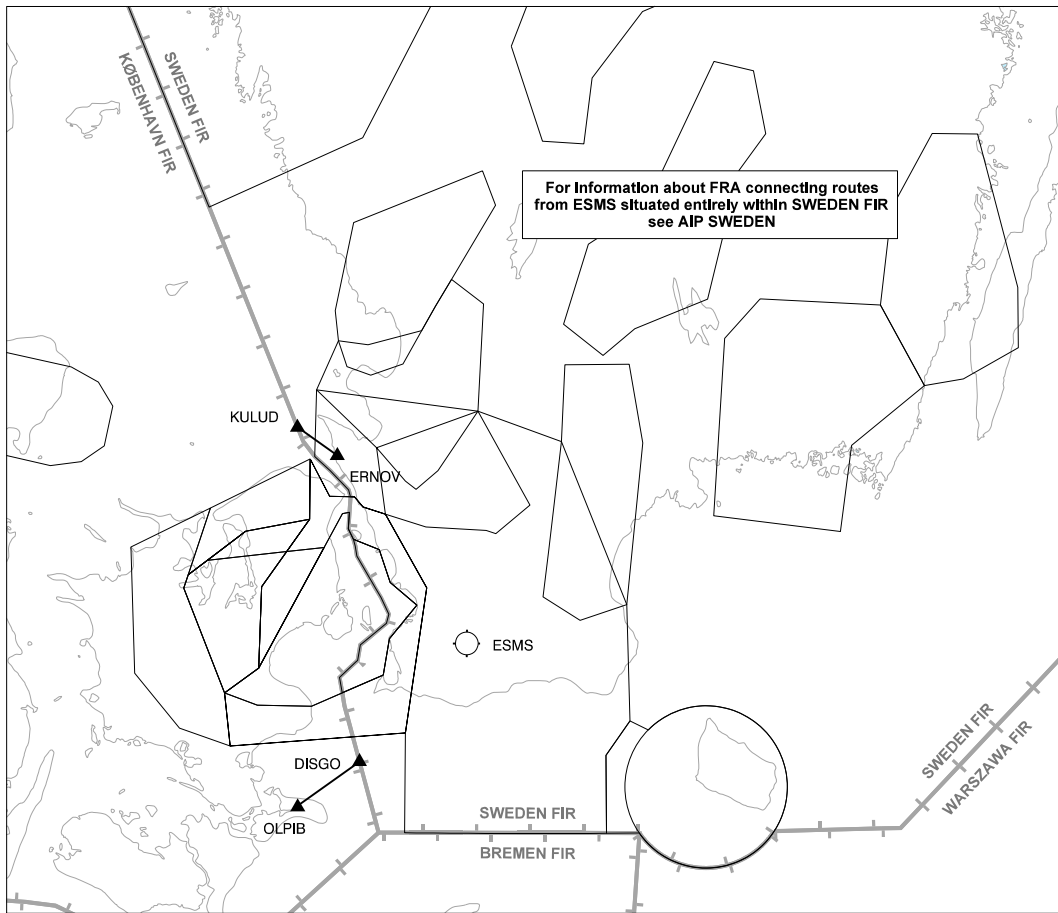 SWEDEN FIR
KØBENHAVN FIR
For information about FRA connecting routes
from ESMS situated entirely within SWEDEN FIR
see AIP SWEDEN
KULUD
ERNOV
ESMS
DISGO
OLPIB
SWEDEN FIR
BREMEN FIR
SWEDEN FIR
WARSZAWA FIR